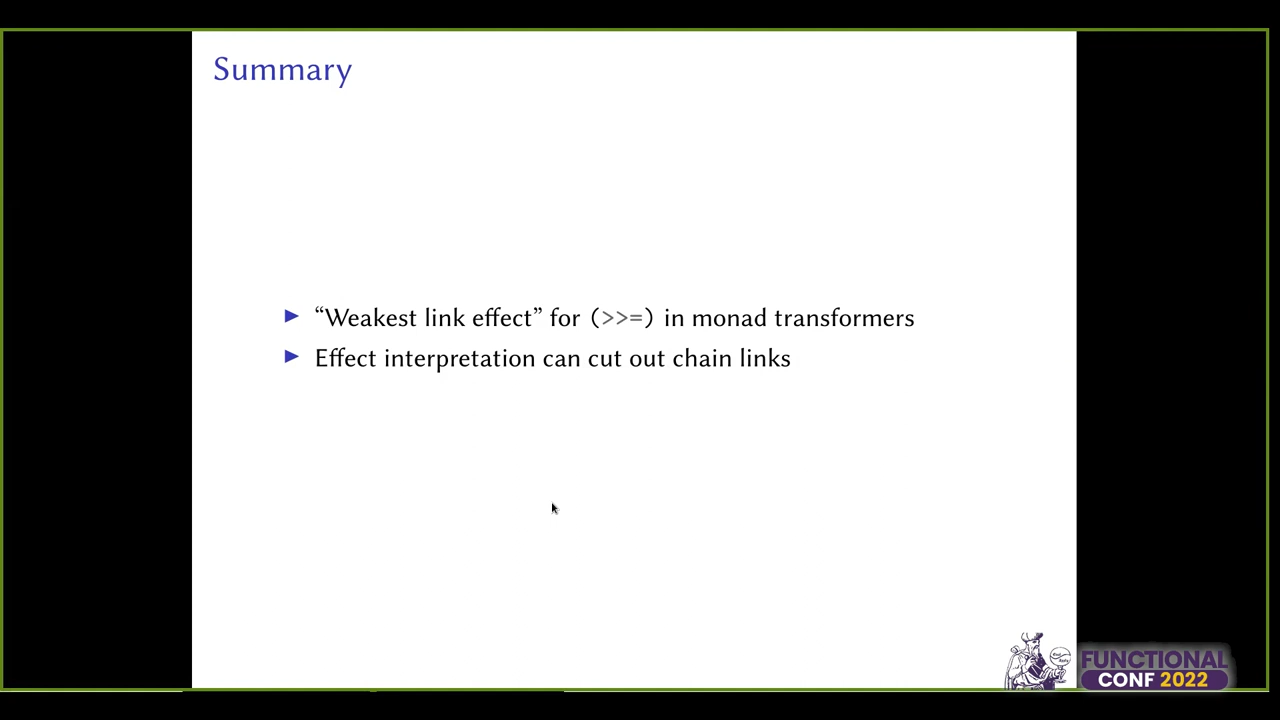 Summary
“Weakest link effect” for (>>=) in monad transformers
Effect interpretation can cut out chain links
FUNCTIONAL
CONF 2022